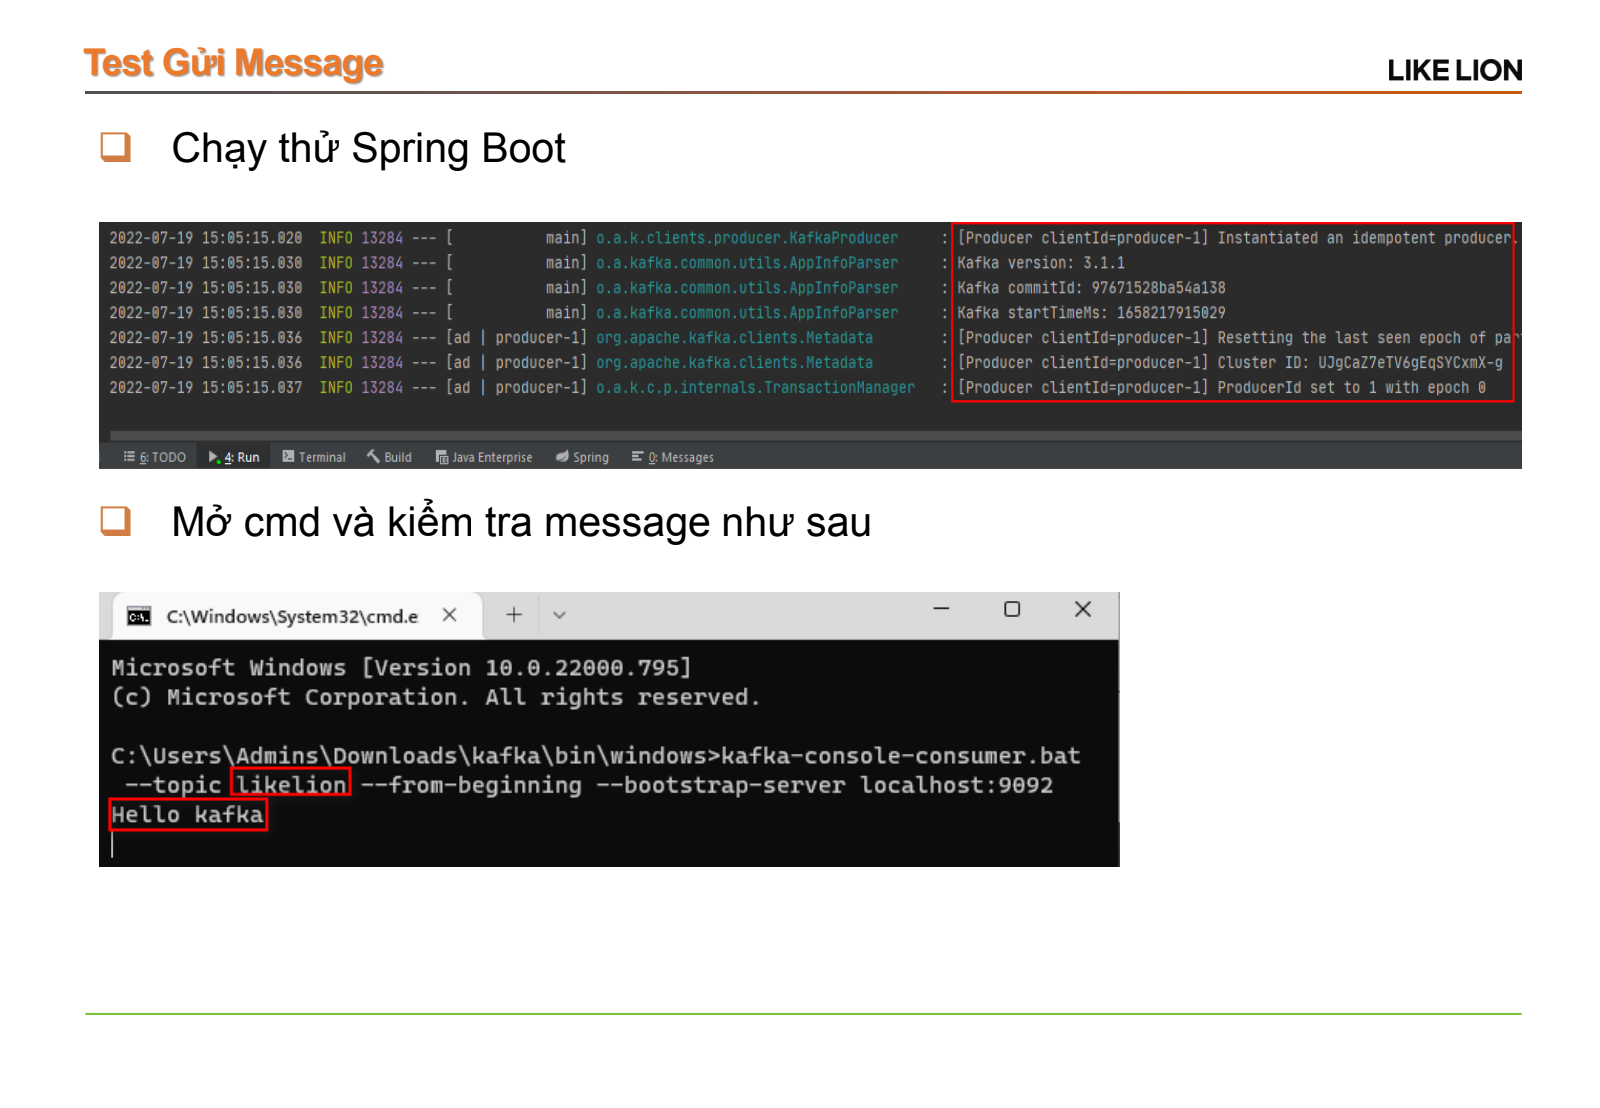 Test Gửi Message
LIKE LION
Chạy thử Spring Boot
2022-07-19 15:05:15.020 INFO 13284 --- [ main] o.a.k.clients.producer.KafkaProducer : [Producer clientId=producer-1] Instantiated an idempotent producer.
2022-07-19 15:05:15.030 INFO 13284 --- [ main] o.a.kafka.common.utils.AppInfoParser : Kafka version: 3.1.1
2022-07-19 15:05:15.030 INFO 13284 --- [ main] o.a.kafka.common.utils.AppInfoParser : Kafka commitId: 97671528ba54a138
2022-07-19 15:05:15.030 INFO 13284 --- [ main] o.a.kafka.common.utils.AppInfoParser : Kafka startTimeMs: 1658217915029
2022-07-19 15:05:15.036 INFO 13284 --- [ad | producer-1] org.apache.kafka.clients.Metadata : [Producer clientId=producer-1] Resetting the last seen epoch of par
2022-07-19 15:05:15.036 INFO 13284 --- [ad | producer-1] org.apache.kafka.clients.Metadata : [Producer clientId=producer-1] Cluster ID: UJgCaZ7eTV6gEqSYCxmX-g
2022-07-19 15:05:15.037 INFO 13284 --- [ad | producer-1] o.a.k.c.p.internals.TransactionManager : [Producer clientId=producer-1] ProducerId set to 1 with epoch 0
6: TODO 4: Run Terminal Build Java Enterprise Spring 0: Messages
Mở cmd và kiểm tra message như sau
C:\Windows\System32\cmd.e
Microsoft Windows [Version 10.0.22000.795]
(c) Microsoft Corporation. All rights reserved.
C:\Users\Admins\Downloads\kafka\bin\windows>kafka-console-consumer.bat
--topic likelion --from-beginning --bootstrap-server localhost:9092
Hello kafka